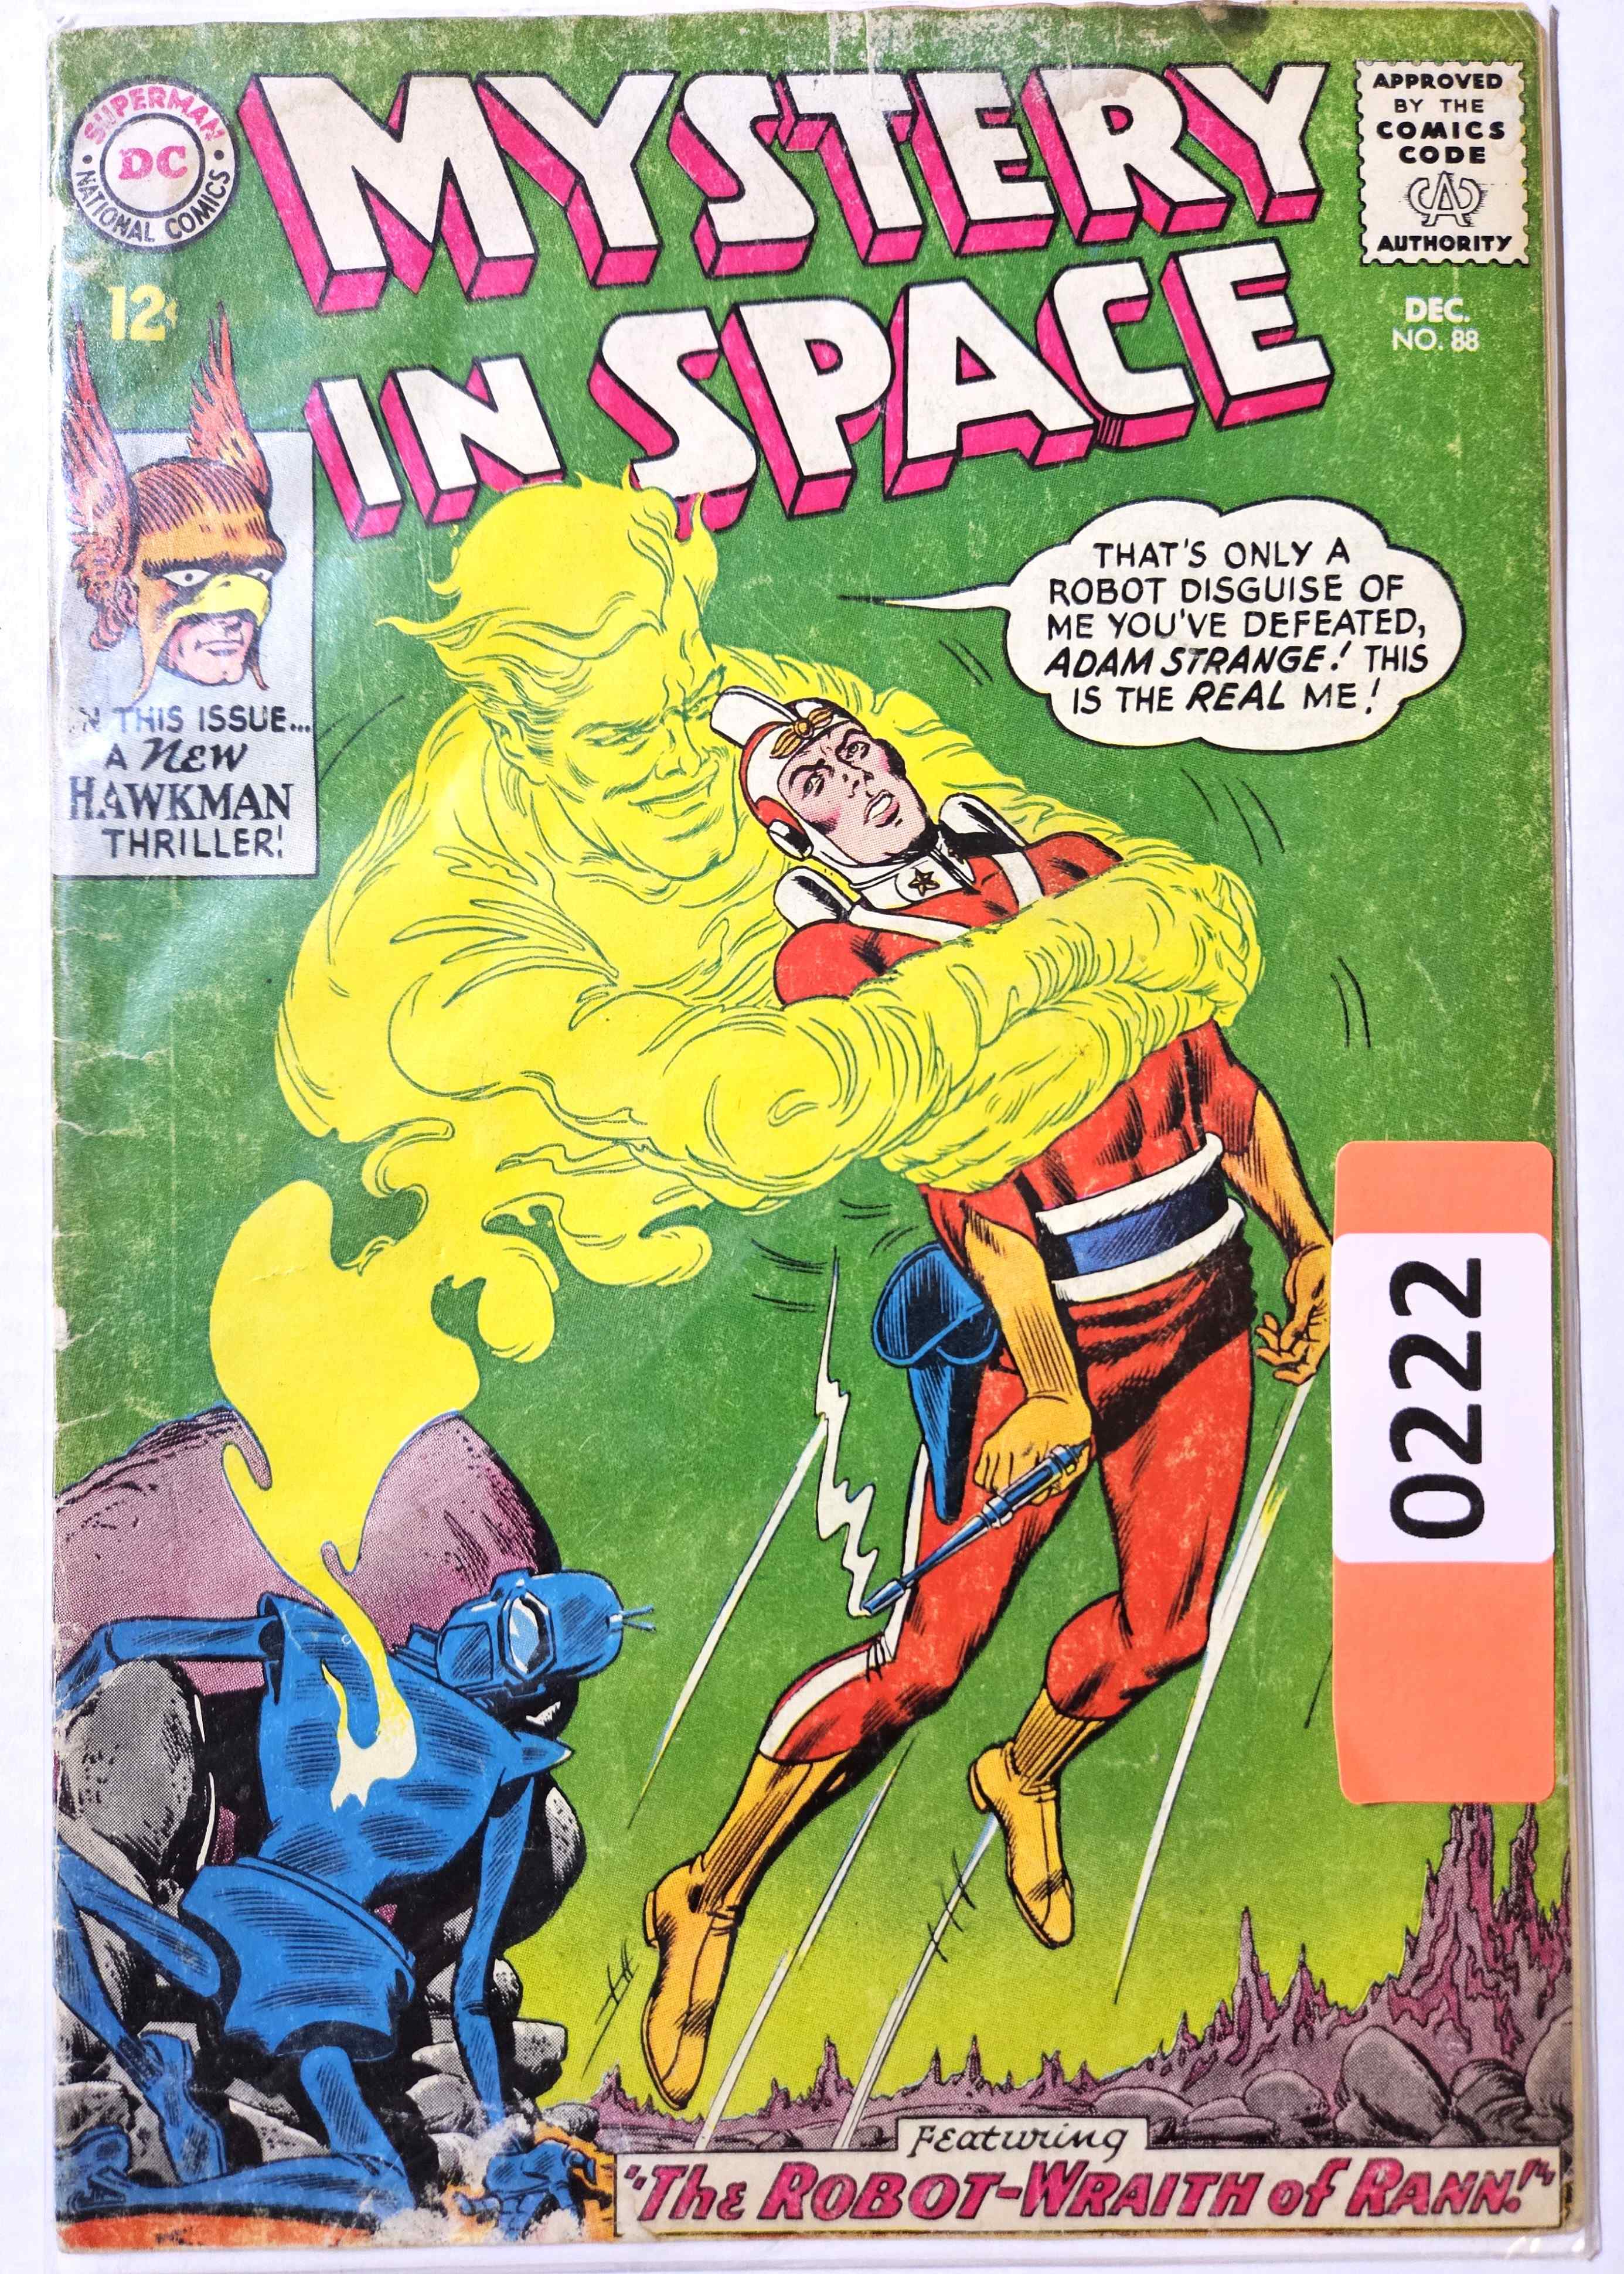 SUPERMAN
DC
NATIONAL COMICS
MYSTERY
IN SPACE
APPROVED
BY THE
COMICS
CODE
CA
AUTHORITY
12¢
DEC.
NO. 88
THAT'S ONLY A
ROBOT DISGUISE OF
ME YOU'VE DEFEATED,
ADAM STRANGE! THIS
IS THE REAL ME!
IN THIS ISSUE...
A NEW
HAWKMAN
THRILLER!
0222
FEATURING
"THE ROBOT-WRAITH OF RANN!"